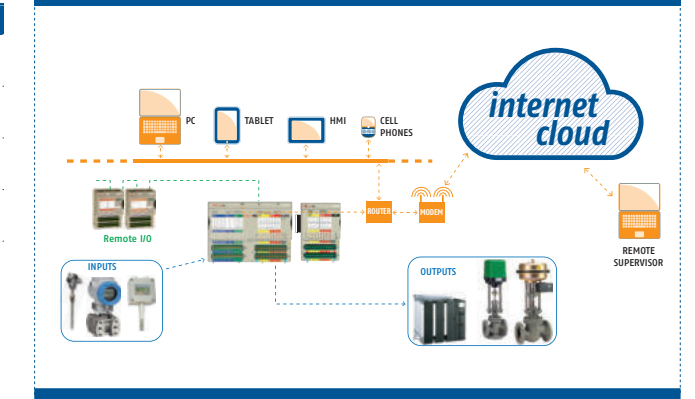 internet
cloud
PC
TABLET
HMI
CELL
PHONES
ROUTER
MODEM
Remote I/O
REMOTE
SUPERVISOR
INPUTS
OUTPUTS